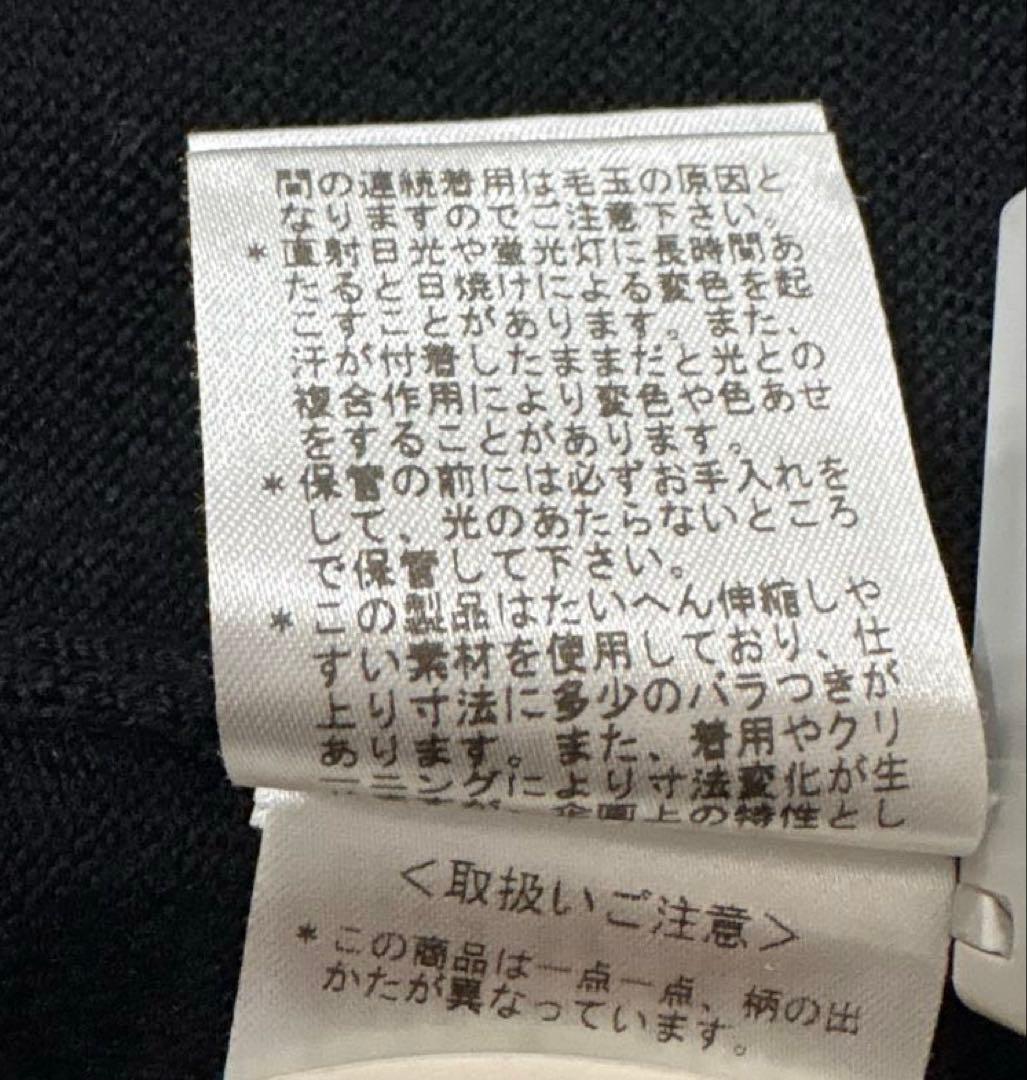 間の連続着用は毛玉の原因と
なりますのでご注意下さい。
* 直射日光や蛍光灯に長時間あ
たると日焼けによる変色を起
こすことがあります。また、
汗が付着したままだと光との
複合作用により変色や色あせ
をすることがあります。
* 保管の前には必ずお手入れを
して、光のあたらないところ
で保管して下さい。
* この製品はたいへん伸縮しや
すい素材を使用しており、仕
上り寸法に多少のバラつきが
あります。また、着用やクリ
ーニングにより寸法変化が生
企画上の特性とし
<取扱いご注意>
* この商品は一点一点、柄の出
かたが異なっています。